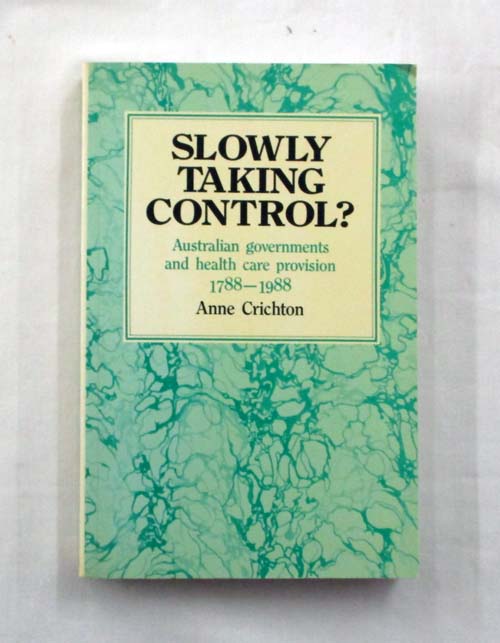 SLOWLY
TAKING
CONTROL?
Australian governments
and health care provision
1788–1988
Anne Crichton